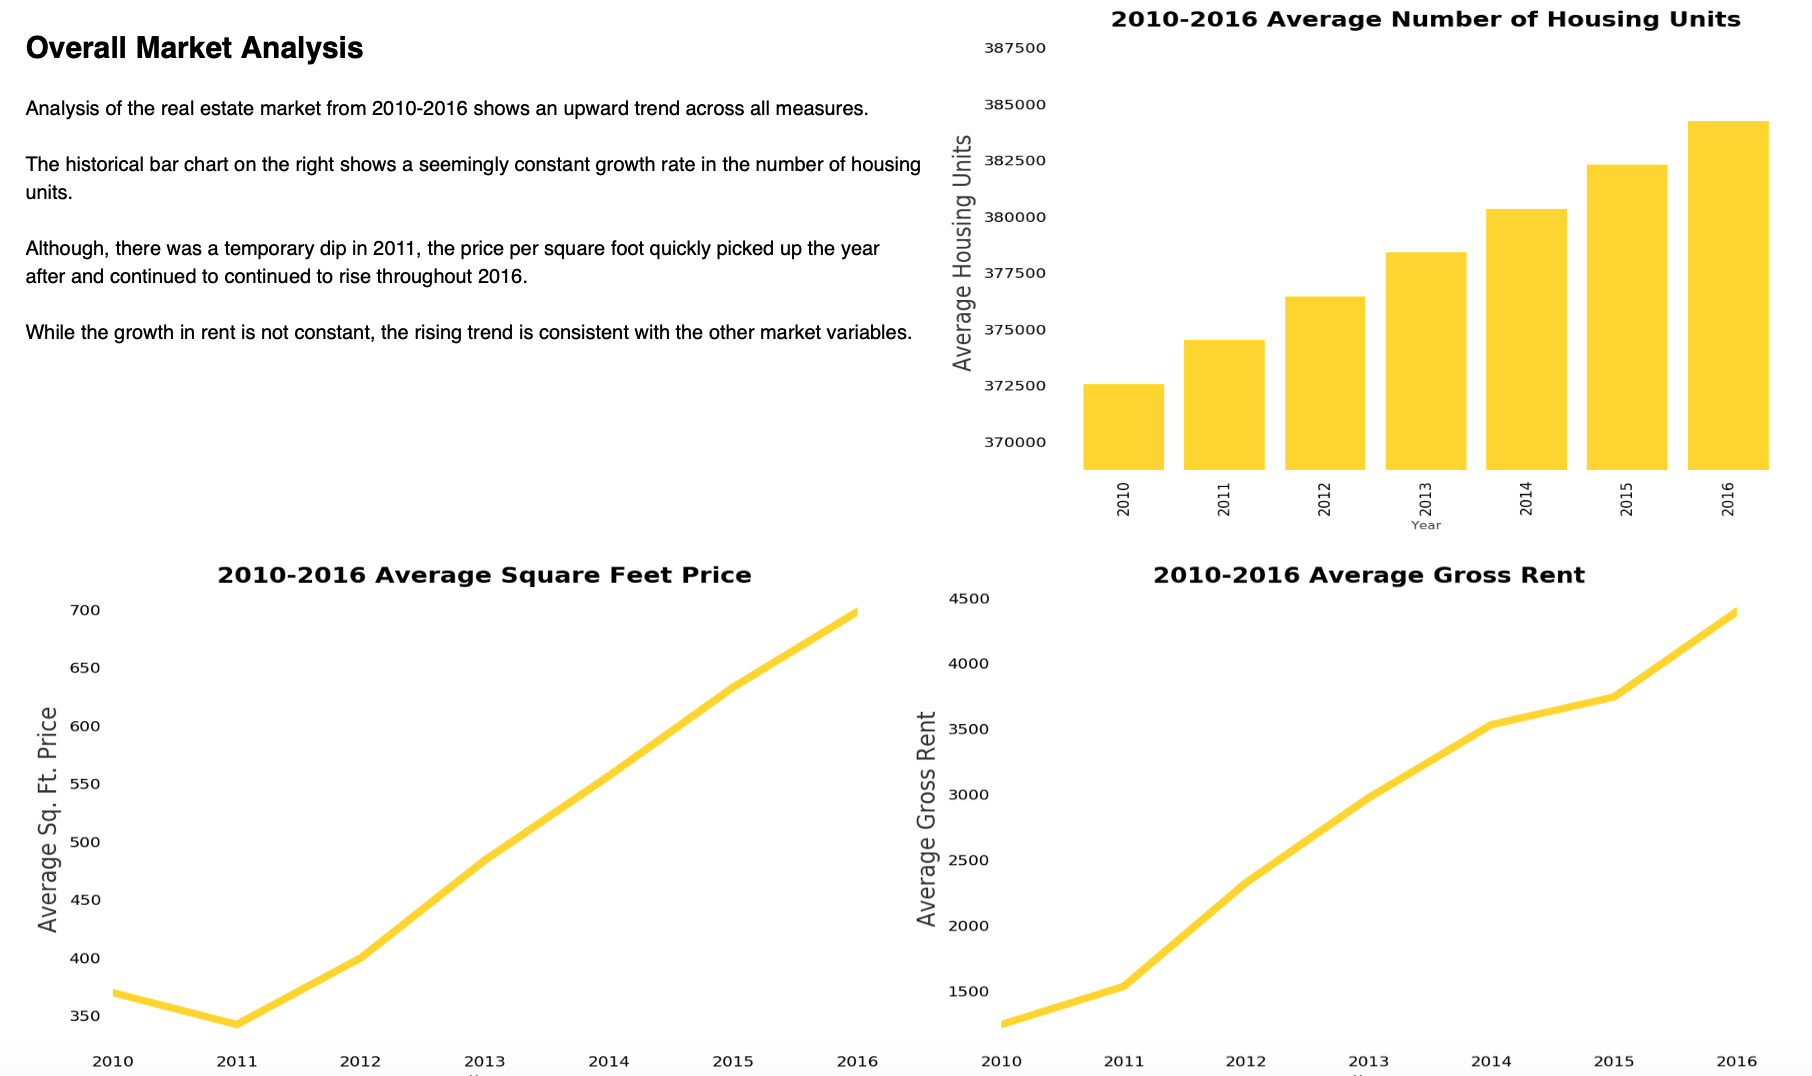 Overall Market Analysis
Analysis of the real estate market from 2010-2016 shows an upward trend across all measures.
The historical bar chart on the right shows a seemingly constant growth rate in the number of housing
units.
Although, there was a temporary dip in 2011, the price per square foot quickly picked up the year
after and continued to continued to rise throughout 2016.
While the growth in rent is not constant, the rising trend is consistent with the other market variables.
2010-2016 Average Number of Housing Units
Average Housing Units
387500
385000
382500
380000
377500
375000
372500
370000
2010
2011
2012
2013
2014
2015
2016
Year
2010-2016 Average Square Feet Price
Average Sq. Ft. Price
700
650
600
550
500
450
400
350
2010 2011 2012 2013 2014 2015 2016
2010-2016 Average Gross Rent
Average Gross Rent
4500
4000
3500
3000
2500
2000
1500
2010 2011 2012 2013 2014 2015 2016